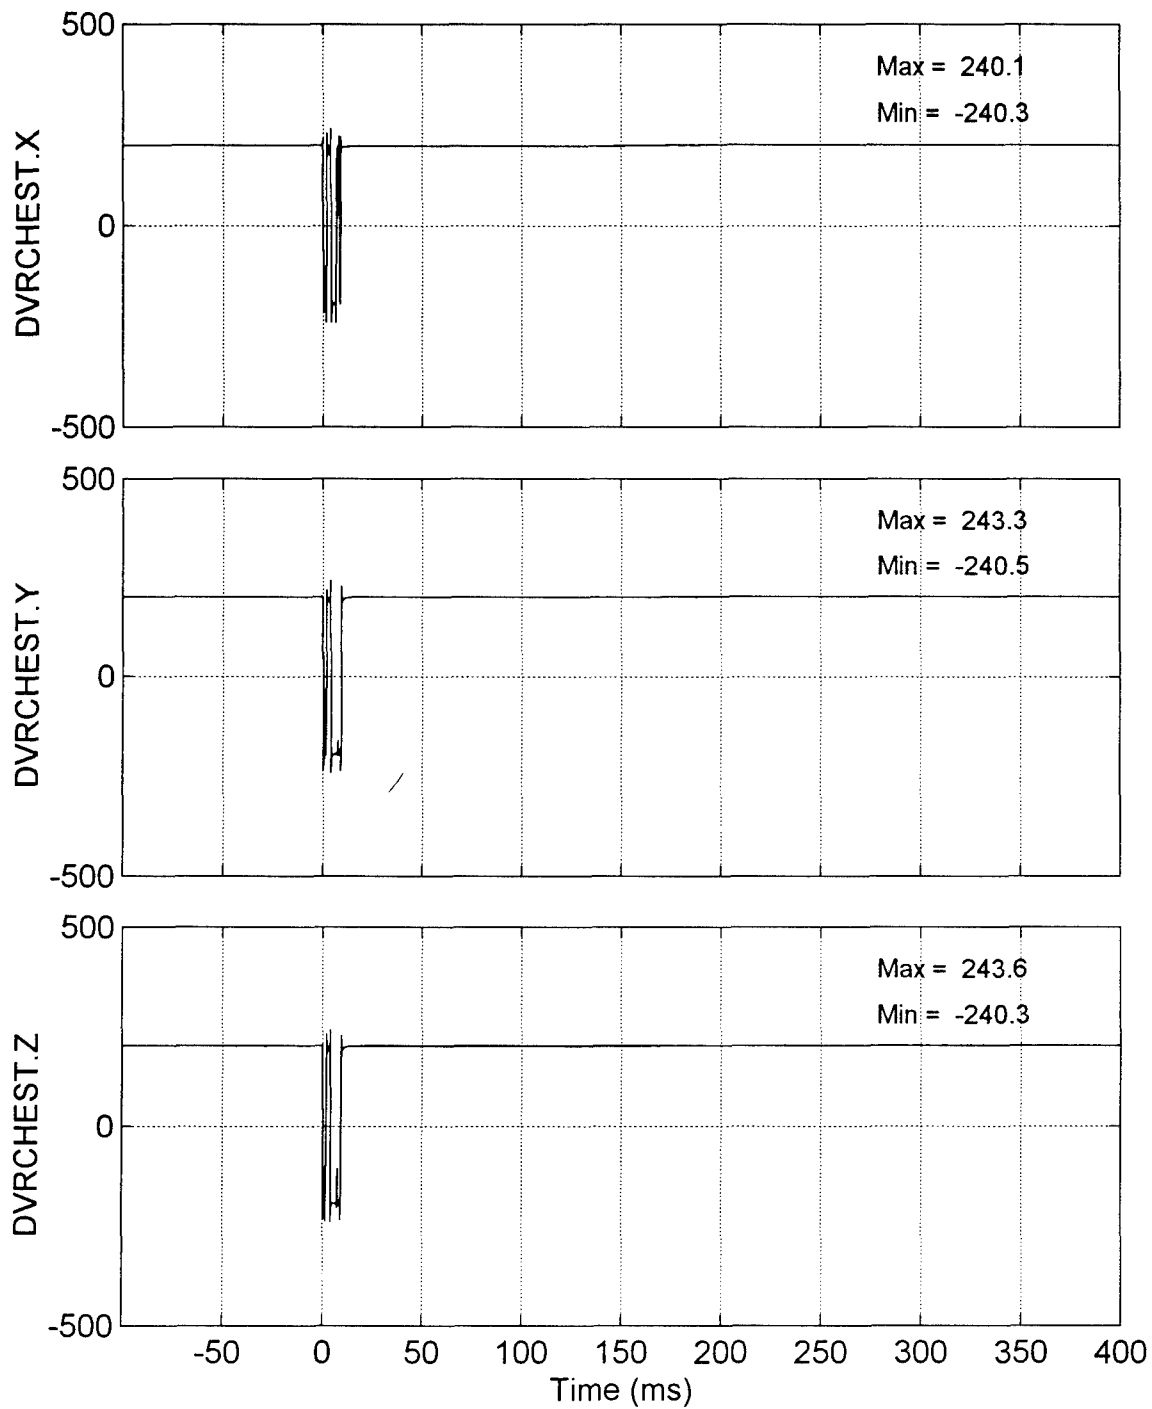 500
Max = 240.1
Min = -240.3
DVRCHEST.X
0
-500
500
Max = 243.3
Min = -240.5
DVRCHEST.Y
0
-500
500
Max = 243.6
Min = -240.3
DVRCHEST.Z
0
-500
-50 0 50 100 150 200 250 300 350 400
Time (ms)